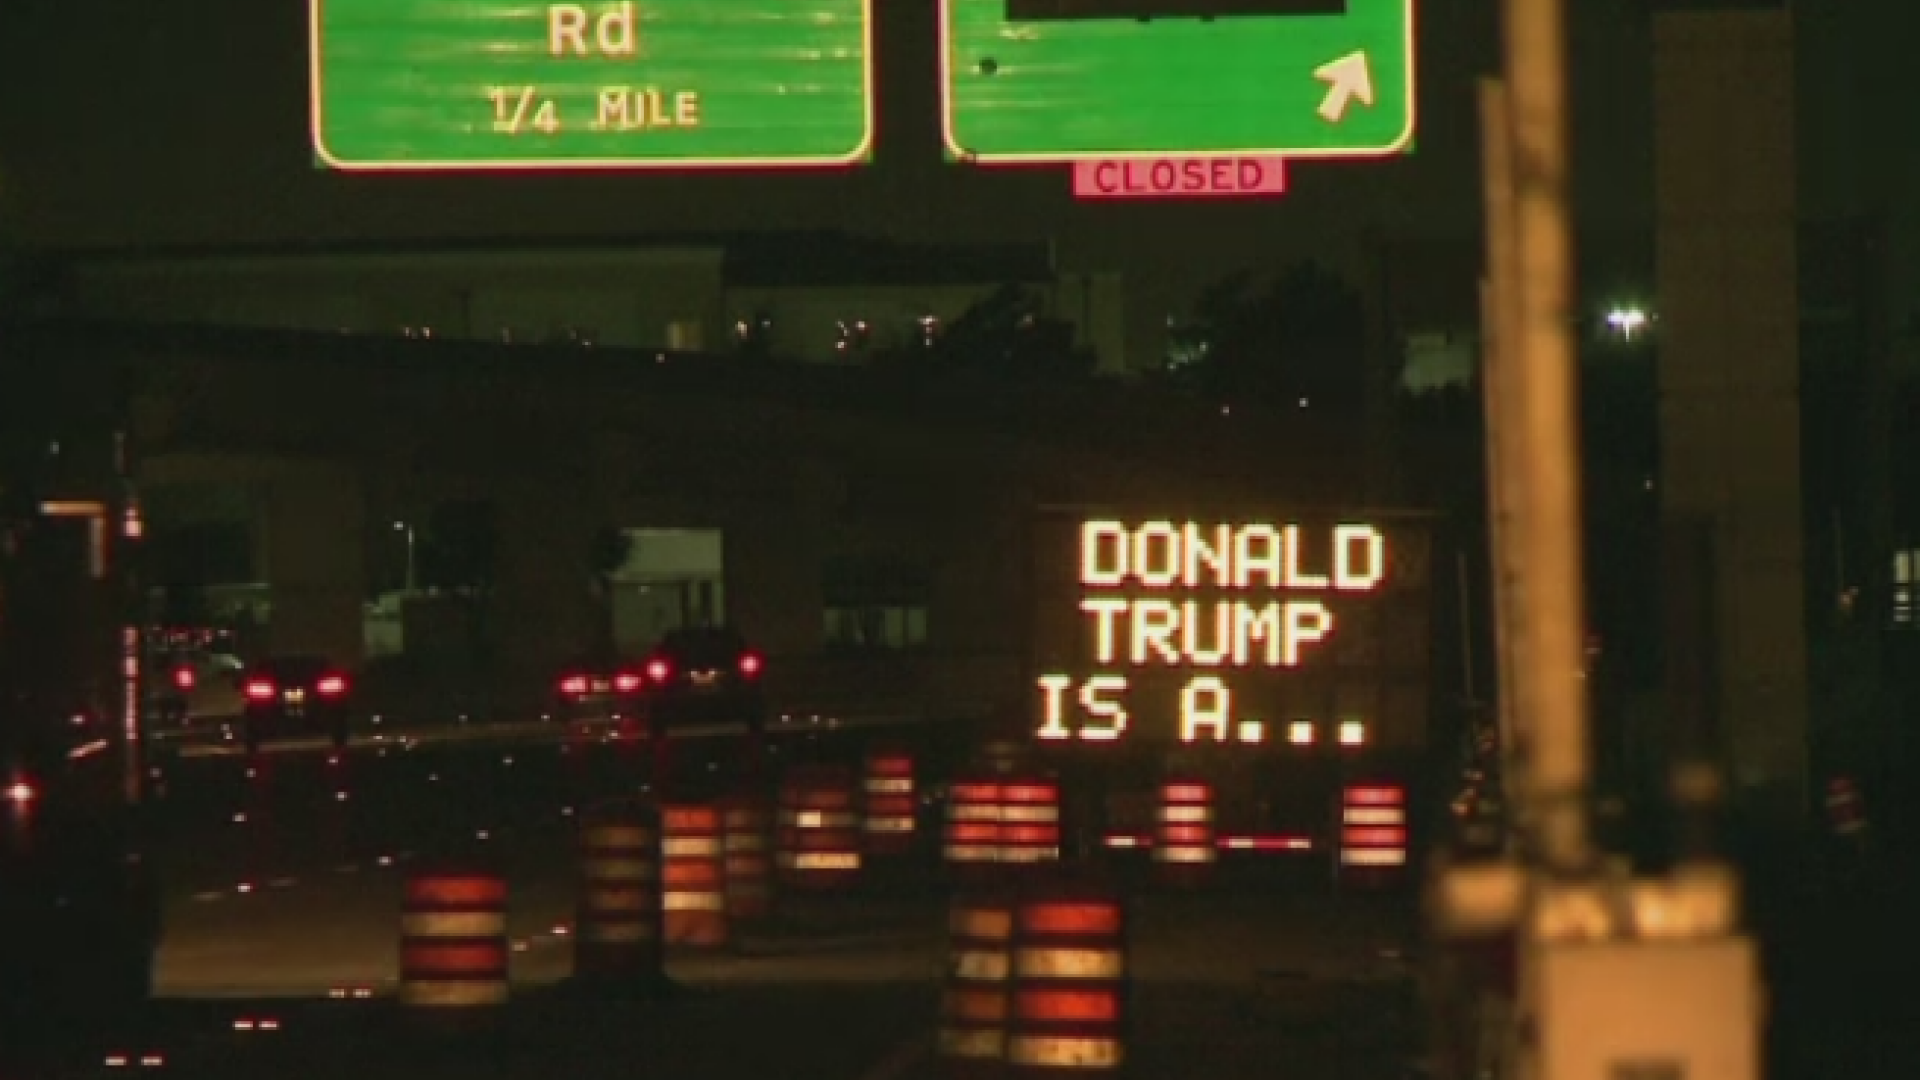 Rd
1/4 MILE
CLOSED
DONALD
TRUMP
IS A...